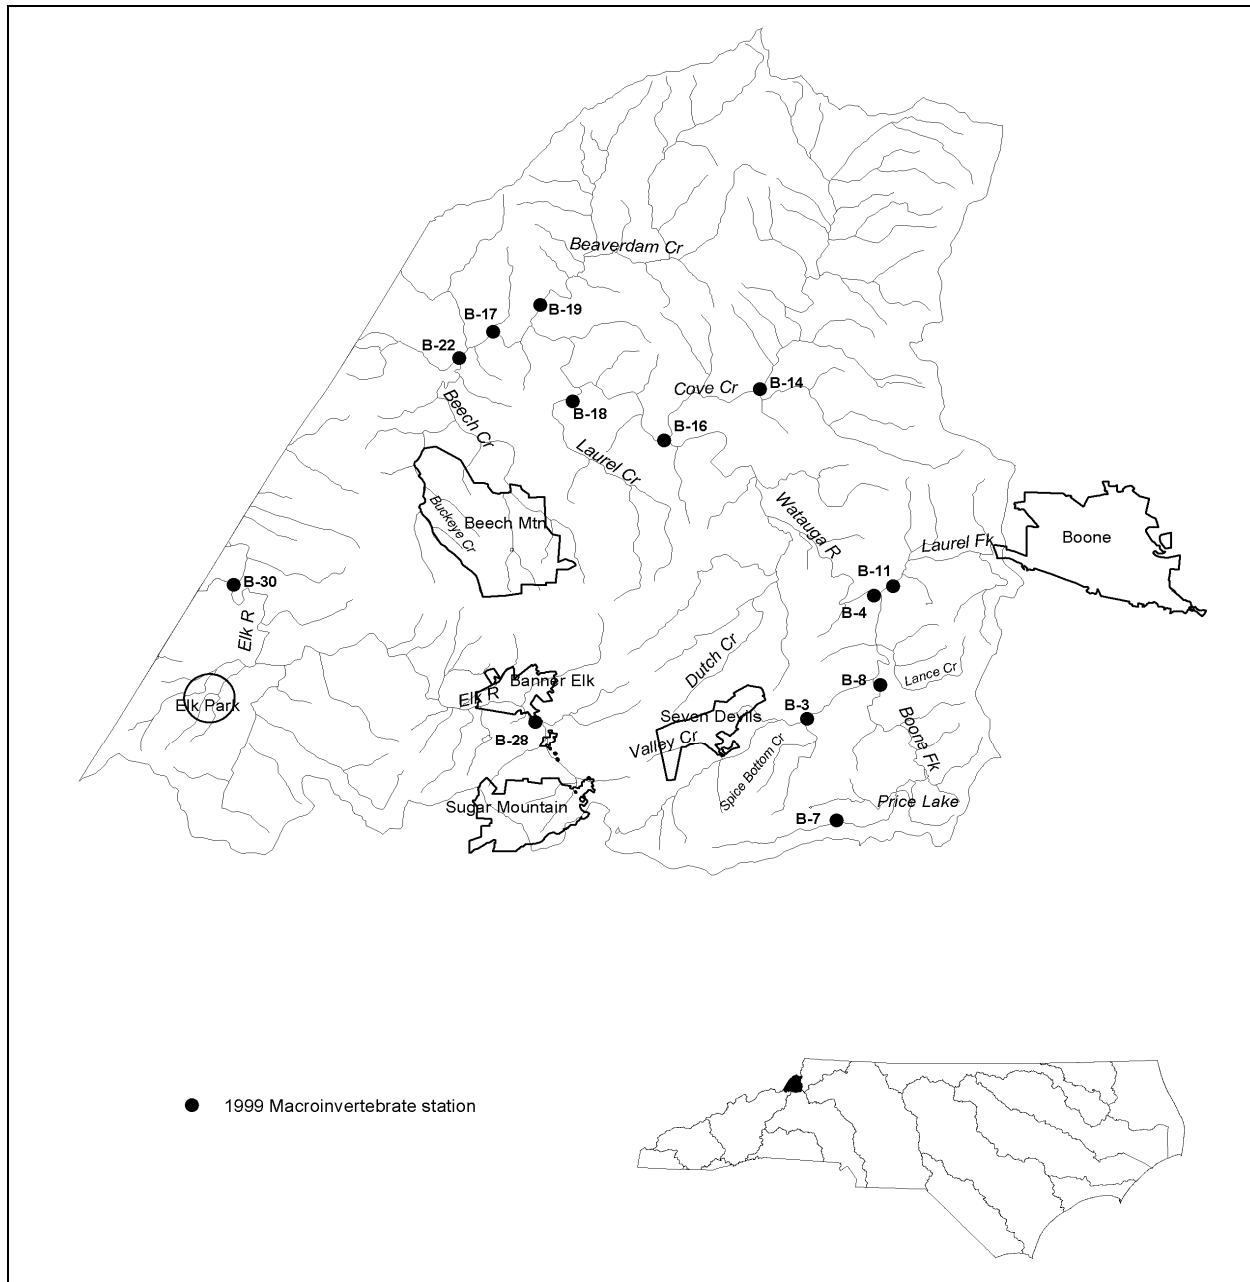 Beaverdam Cr
B-19
B-17
B-22
Cove Cr
B-14
B-18
Beech Cr
B-16
Laurel Cr
Watauga R
Buckeye Cr
Beech Mtn
Boone
Laurel Fk
B-11
B-30
B-4
Elk R
Dutch Cr
Lance Cr
Banner Elk
B-8
Elk R
Elk Park
Seven Devils
B-3
Boona Fk
B-28
Valley Cr
Spice Bottom Cr
Price Lake
Sugar Mountain
B-7
1999 Macroinvertebrate station